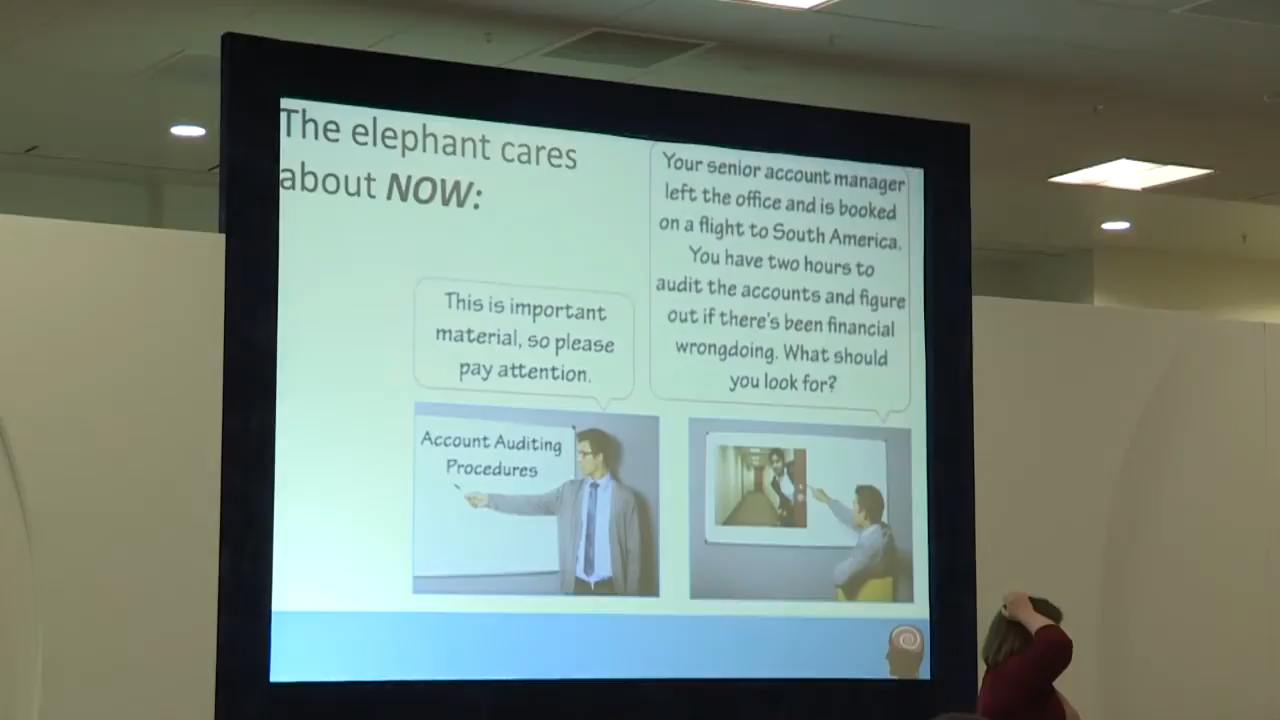 The elephant cares
about NOW:
This is important
material, so please
pay attention.
Your senior account manager
left the office and is booked
on a flight to South America.
You have two hours to
audit the accounts and figure
out if there's been financial
wrongdoing. What should
you look for?
Account Auditing
Procedures